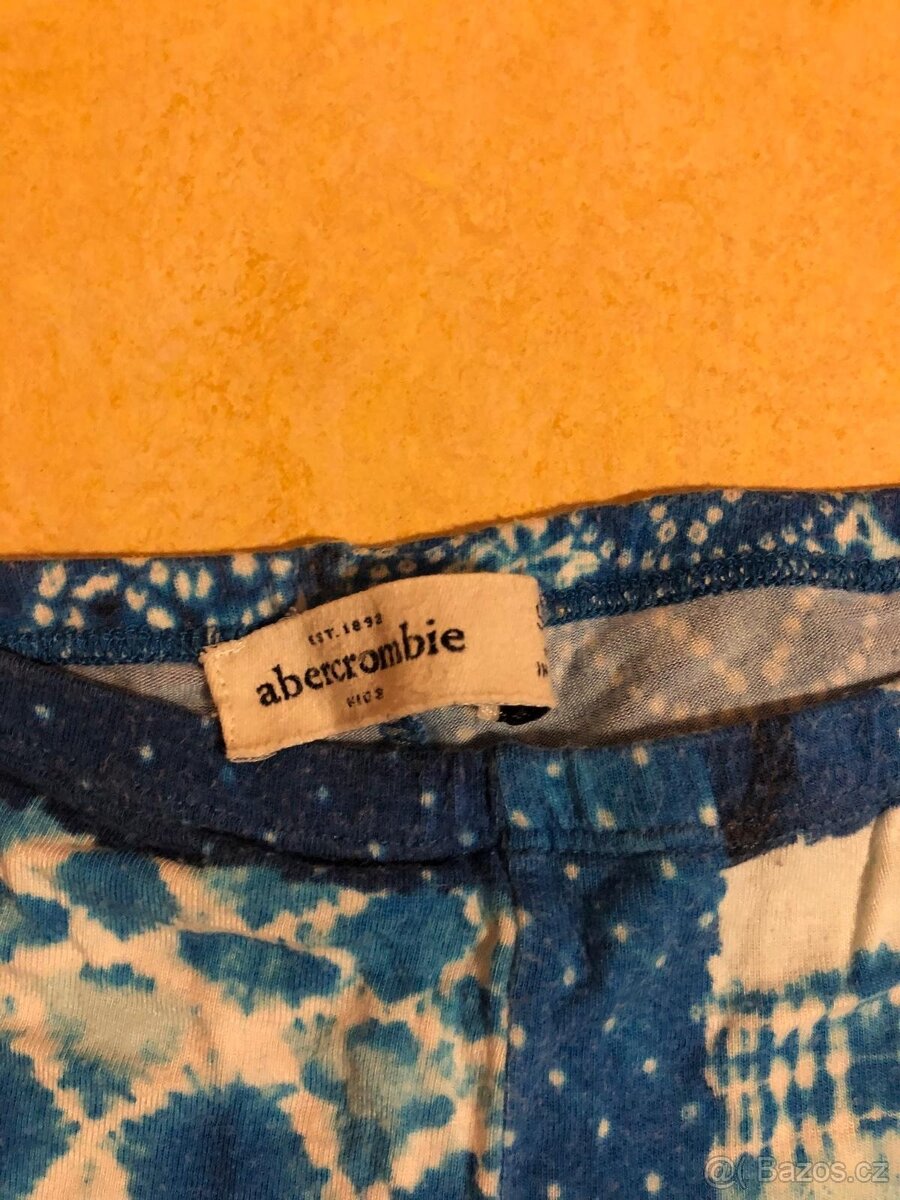 EST. 1892
abercrombie
KIDS
@ Bazos.cz